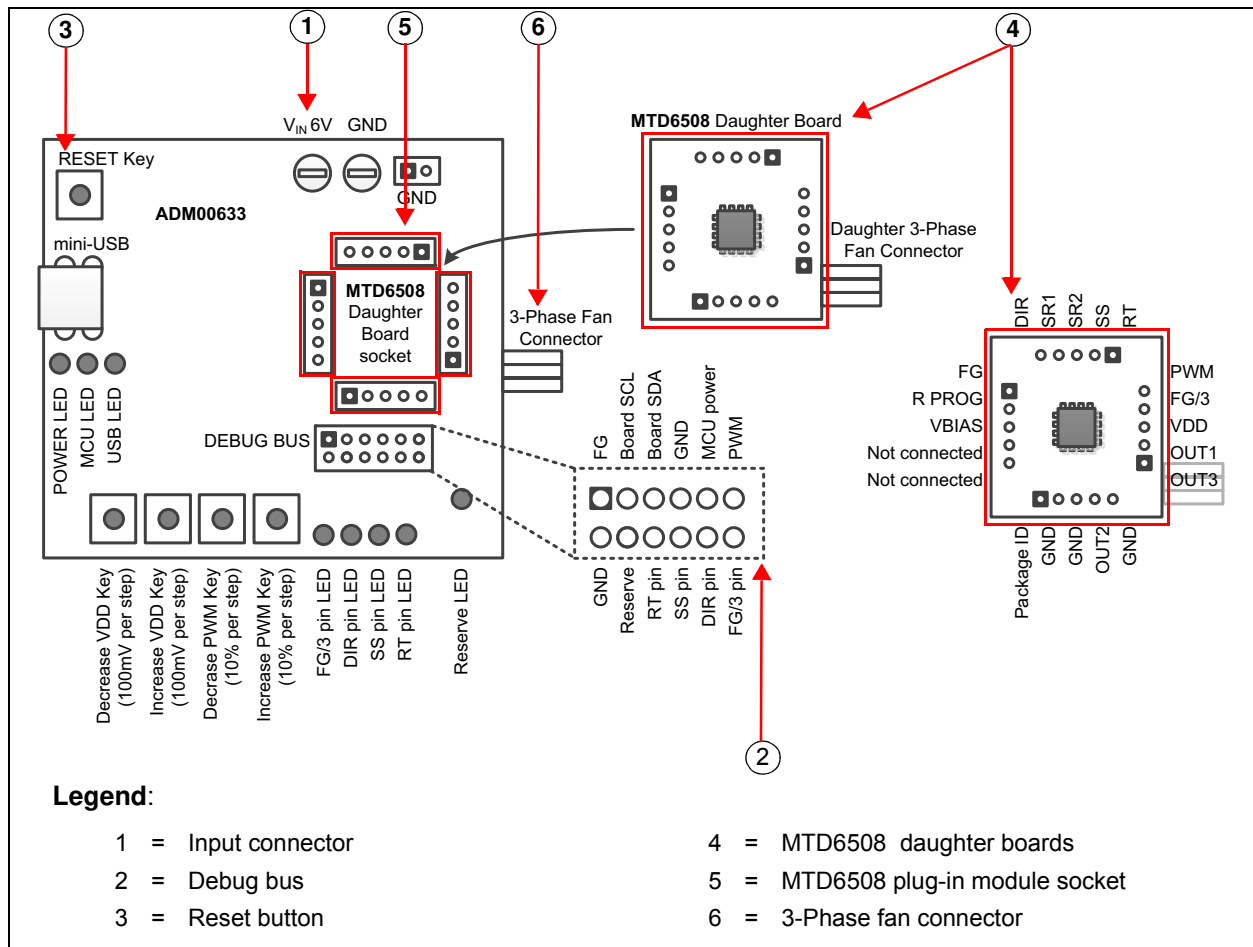 3
1
5
6
4
VIN 6V
GND
RESET Key
GND
ADM00633
mini-USB
MTD6508
Daughter
Board
socket
3-Phase Fan
Connector
MTD6508 Daughter Board
Daughter 3-Phase
Fan Connector
POWER LED
MCU LED
USB LED
DEBUG BUS
FG
Board SCL
Board SDA
GND
MCU power
PWM
GND
Reserve
RT pin
SS pin
DIR pin
FG/3 pin
2
DIR
SR1
SR2
SS
RT
FG
R PROG
VBIAS
Not connected
Not connected
PWM
FG/3
VDD
OUT1
OUT3
Package ID
GND
GND
OUT2
GND
Decrease VDD Key
(100mV per step)
Increase VDD Key
(100mV per step)
Decrase PWM Key
(10% per step)
Increase PWM Key
(10% per step)
FG/3 pin LED
DIR pin LED
SS pin LED
RT pin LED
Reserve LED
Legend:
1 = Input connector
2 = Debug bus
3 = Reset button
4 = MTD6508 daughter boards
5 = MTD6508 plug-in module socket
6 = 3-Phase fan connector